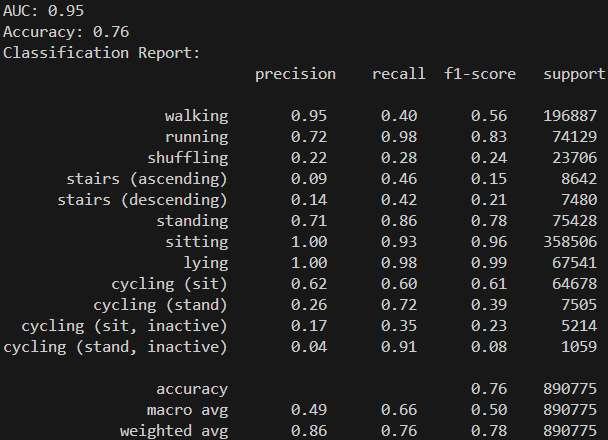 AUC: 0.95
Accuracy: 0.76
Classification Report:
precision recall f1-score support
walking 0.95 0.40 0.56 196887
running 0.72 0.98 0.83 74129
shuffling 0.22 0.28 0.24 23706
stairs (ascending) 0.09 0.46 0.15 8642
stairs (descending) 0.14 0.42 0.21 7480
standing 0.71 0.86 0.78 75428
sitting 1.00 0.93 0.96 358506
lying 1.00 0.98 0.99 67541
cycling (sit) 0.62 0.60 0.61 64678
cycling (stand) 0.26 0.72 0.39 7505
cycling (sit, inactive) 0.17 0.35 0.23 5214
cycling (stand, inactive) 0.04 0.91 0.08 1059
accuracy 0.76 890775
macro avg 0.49 0.66 0.50 890775
weighted avg 0.86 0.76 0.78 890775